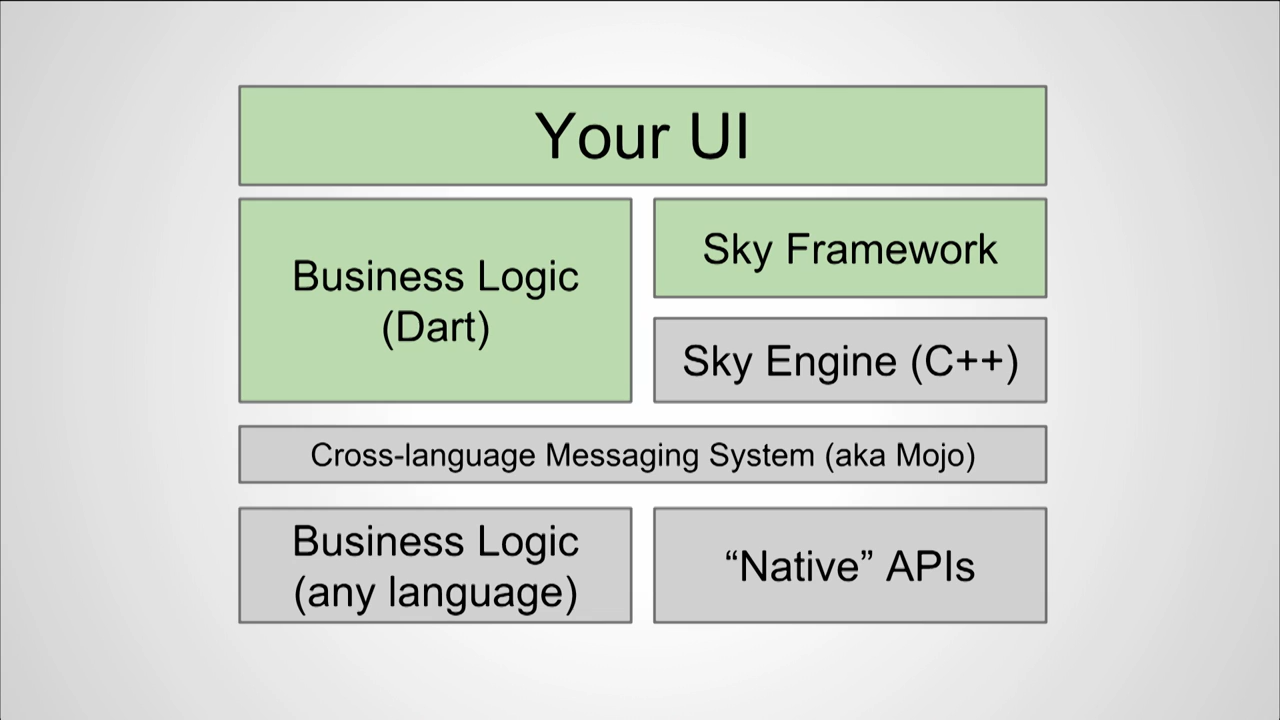 Your UI
Business Logic
(Dart)
Sky Framework
Sky Engine (C++)
Cross-language Messaging System (aka Mojo)
Business Logic
(any language)
“Native” APIs